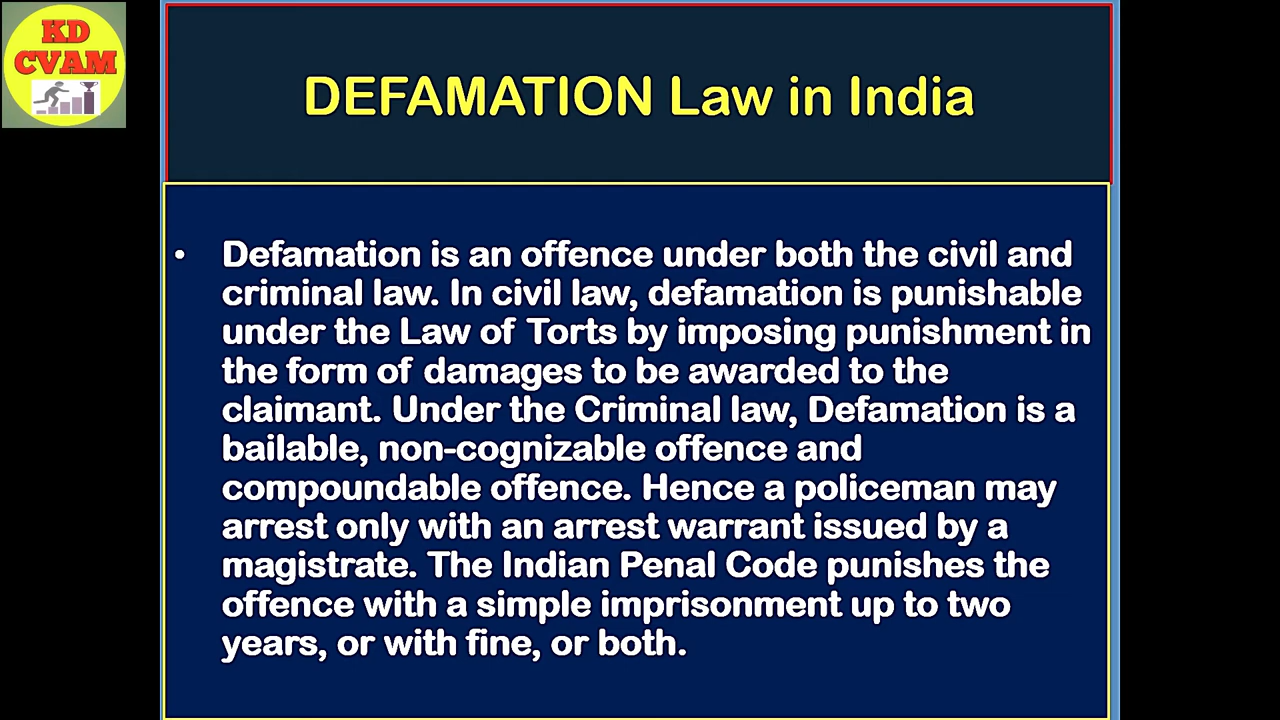 KD
CVAM
DEFAMATION Law in India
• Defamation is an offence under both the civil and
criminal law. In civil law, defamation is punishable
under the Law of Torts by imposing punishment in
the form of damages to be awarded to the
claimant. Under the Criminal law, Defamation is a
bailable, non-cognizable offence and
compoundable offence. Hence a policeman may
arrest only with an arrest warrant issued by a
magistrate. The Indian Penal Code punishes the
offence with a simple imprisonment up to two
years, or with fine, or both.